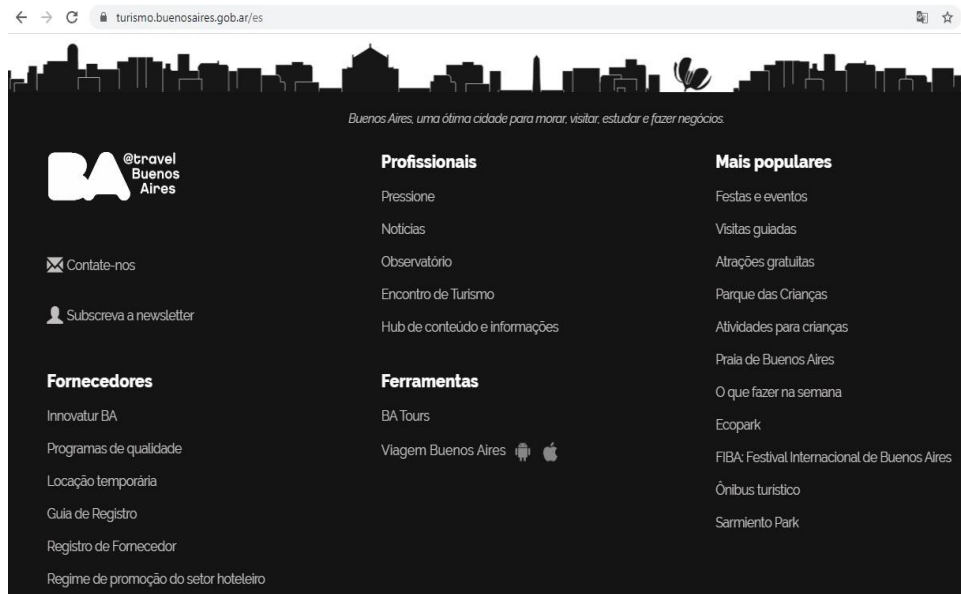 turismo.buenosaires.gob.ar/es
Buenos Aires, uma ótima cidade para morar, visitar, estudar e fazer negócios.
BA @travel
Buenos
Aires
Contate-nos
Subscreva a newsletter
Profissionais
Pressione
Notícias
Observatório
Encontro de Turismo
Hub de conteúdo e informações
Mais populares
Festas e eventos
Visitas guiadas
Atrações gratuitas
Parque das Crianças
Atividades para crianças
Praia de Buenos Aires
O que fazer na semana
Ecopark
FIBA: Festival Internacional de Buenos Aires
Ônibus turístico
Sarmiento Park
Fornecedores
Innovatur BA
Programas de qualidade
Locação temporária
Guia de Registro
Registro de Fornecedor
Regime de promoção do setor hoteleiro
Ferramentas
BA Tours
Viagem Buenos Aires